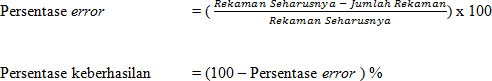 Persentase error = ( Rekaman Seharusnya − Jumlah Rekaman / Rekaman Seharusnya ) x 100
Persentase keberhasilan = (100 – Persentase error ) %